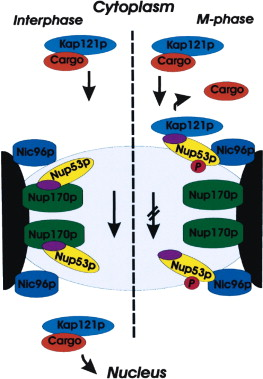 Cytoplasm
Interphase
M-phase
Kap121p
Cargo
Kap121p
Cargo
Cargo
Kap121p
Nic96p
Nup53p
Nup170p
Nup170p
Nup53p
Nic96p
Nup53p
P
Nic96p
Nup170p
Nup170p
Nup53p
P
Nic96p
Kap121p
Cargo
Nucleus